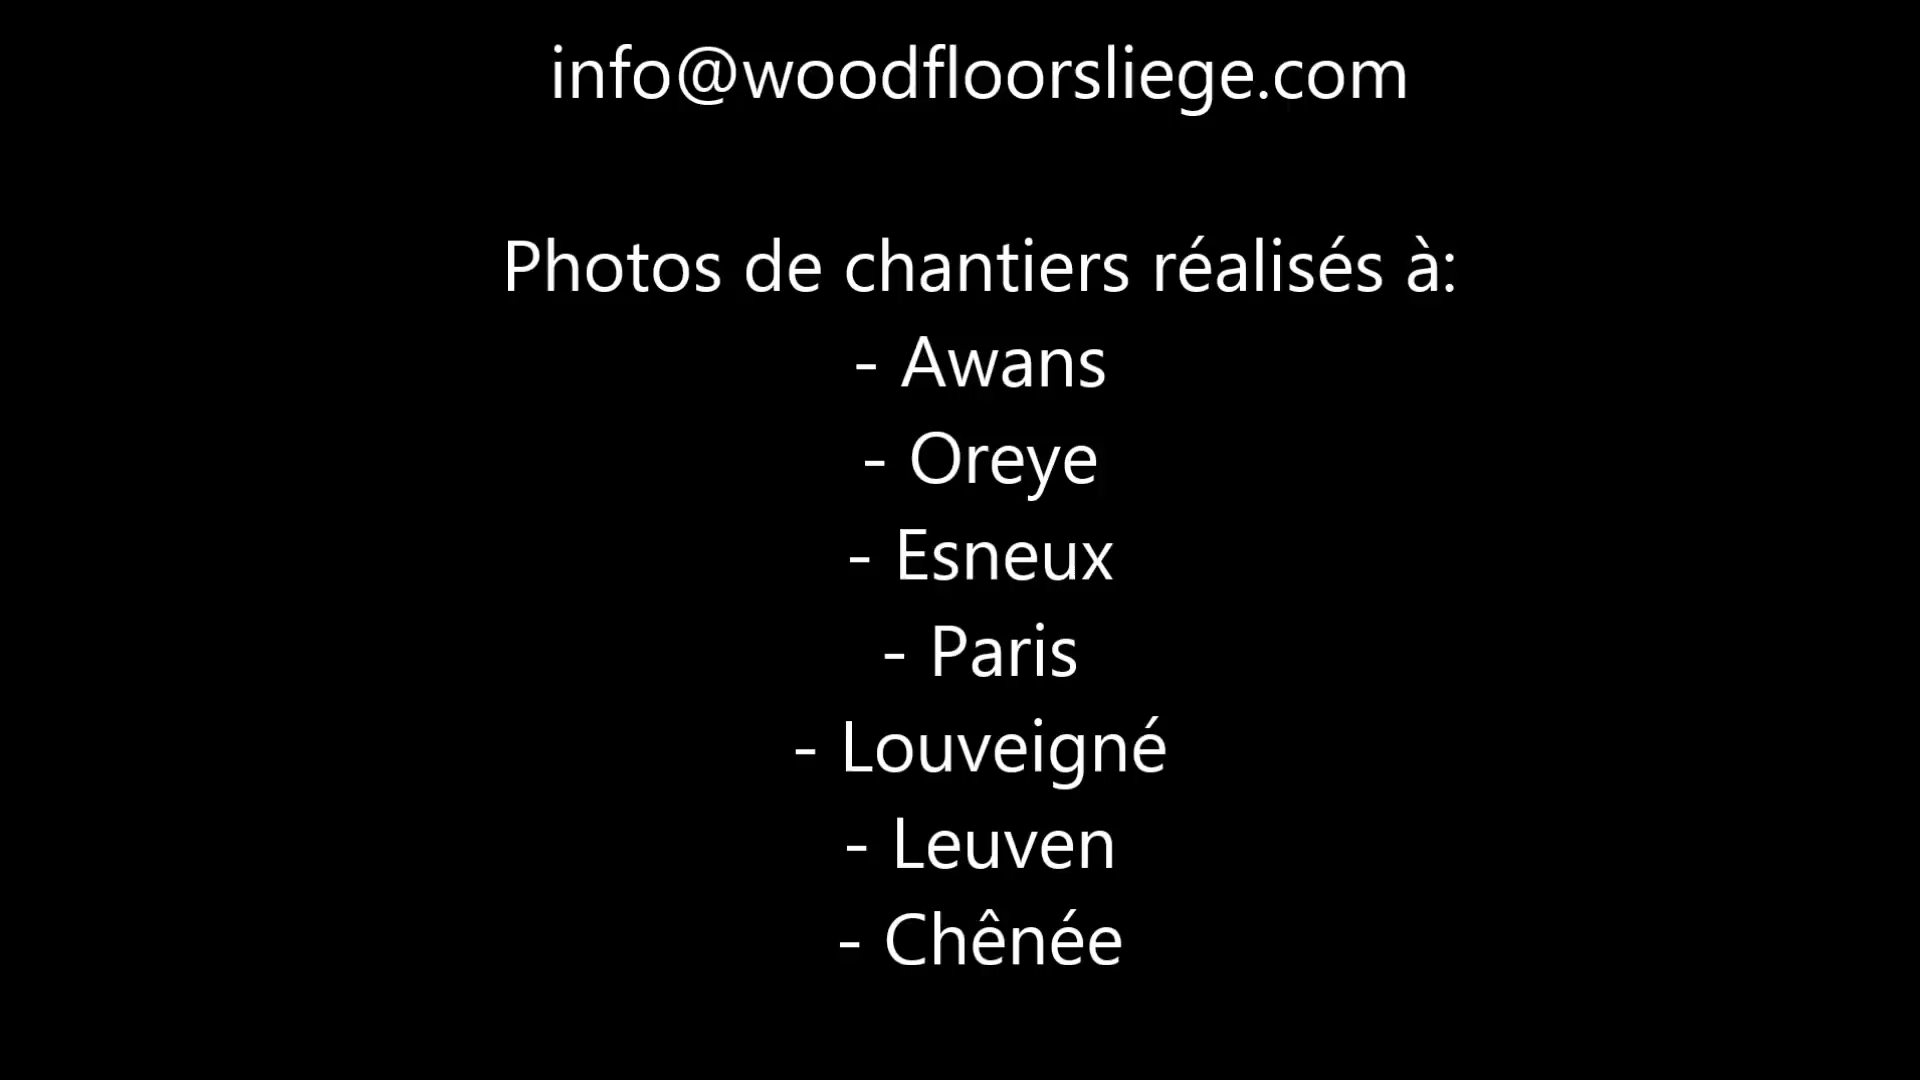 info@woodfloorsliege.com
Photos de chantiers réalisés à:
- Awans
- Oreye
- Esneux
- Paris
- Louveigné
- Leuven
- Chênée